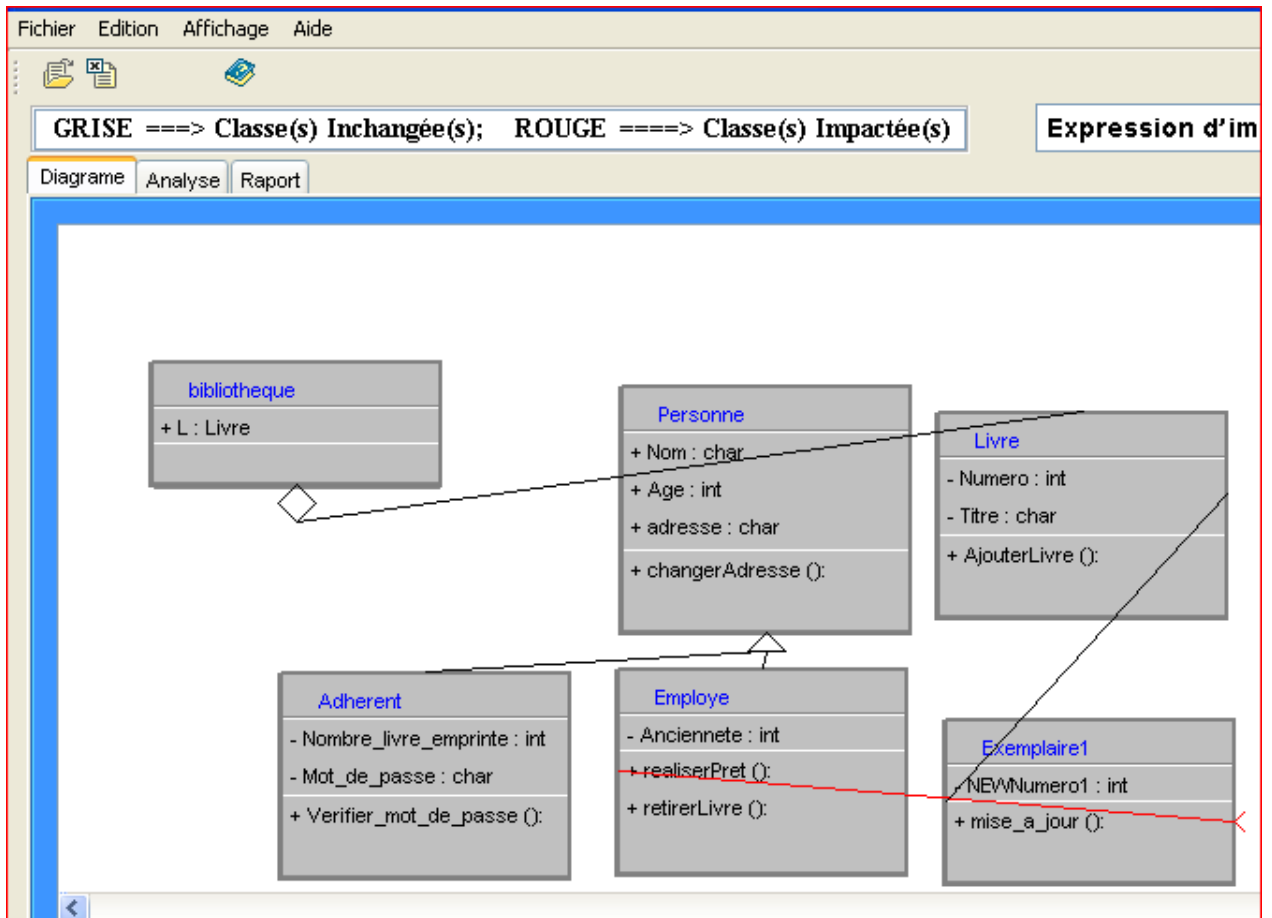 Fichier Edition Affichage Aide
GRISE ===> Classe(s) Inchangée(s); ROUGE ====> Classe(s) Impactée(s)
Expression d'im
Diagrame Analyse Raport
bibliotheque
+ L : Livre
Personne
+ Nom : char
+ Age : int
+ adresse : char
+ changerAdresse ():
Livre
- Numero : int
- Titre : char
+ AjouterLivre ():
Adherent
- Nombre_livre_emprinte : int
- Mot_de_passe : char
+ Verifier_mot_de_passe ():
Employe
- Anciennete : int
+ realiserPret ():
+ retirerLivre ():
Exemplaire1
- NEWNumero1 : int
+ mise_a_jour ():